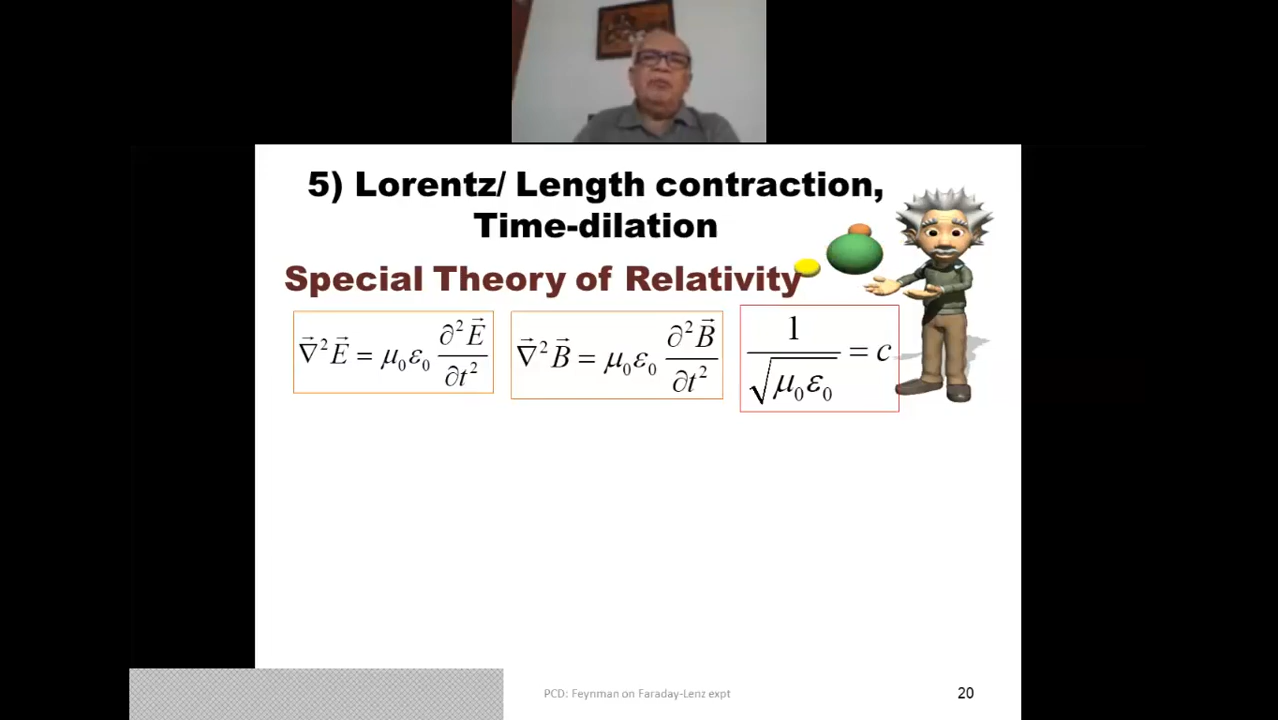 5) Lorentz/ Length contraction,
Time-dilation
Special Theory of Relativity
∇⃗²E⃗ = μ₀ε₀ ∂²E⃗/∂t²
∇⃗²B⃗ = μ₀ε₀ ∂²B⃗/∂t²
1/√(μ₀ε₀) = c
PCD: Feynman on Faraday-Lenz expt
20